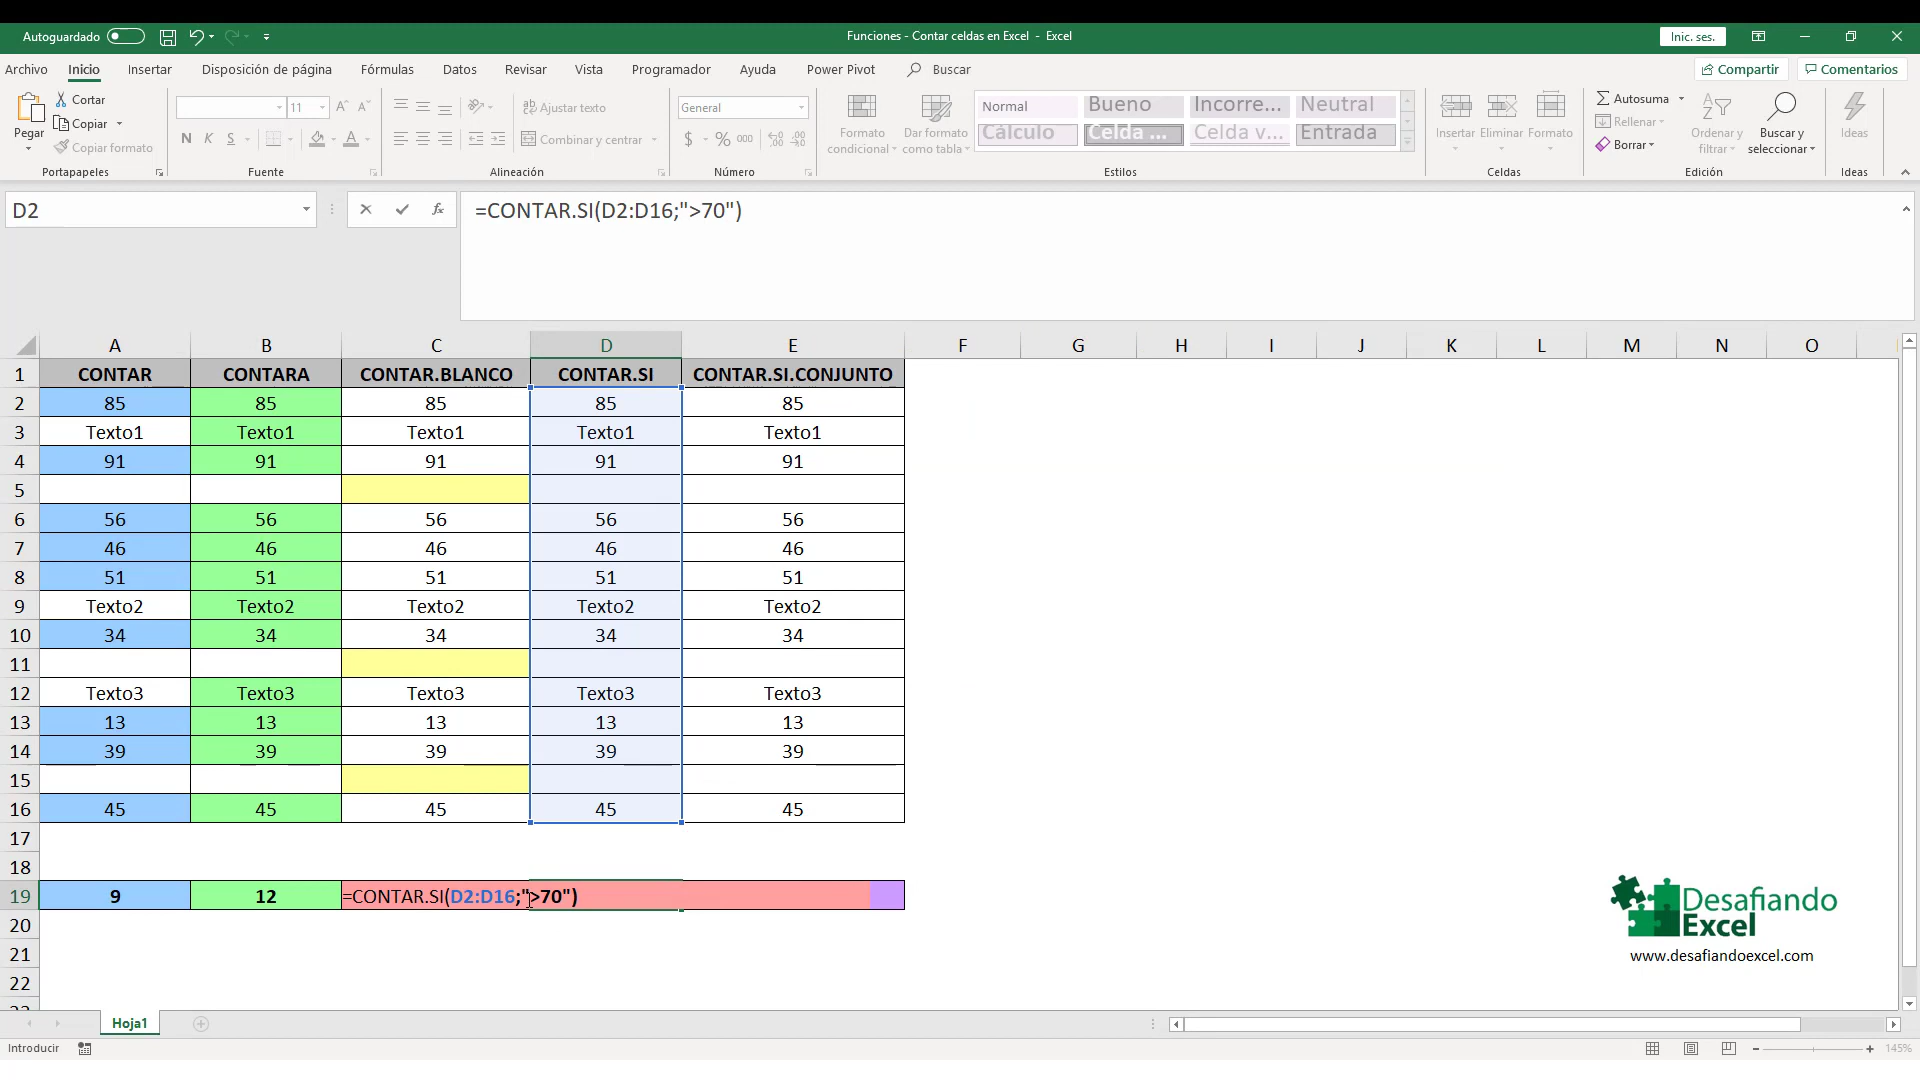 Autoguardado
Funciones - Contar celdas en Excel - Excel
Inic. ses.
Archivo Inicio Insertar Disposición de página Fórmulas Datos Revisar Vista Programador Ayuda Power Pivot Buscar Compartir Comentarios
Pegar
Cortar
Copiar
Copiar formato
Portapapeles
11
N K S
Fuente
Ajustar texto
Combinar y centrar
Alineación
General
$ % 000
Número
Formato condicional
Dar formato como tabla
Normal Bueno Incorre... Neutral
Cálculo Celda ... Celda v... Entrada
Estilos
Insertar Eliminar Formato
Celdas
Autosuma
Rellenar
Borrar
Ordenar y filtrar
Buscar y seleccionar
Edición
Ideas
Ideas
D2
fx
=CONTAR.SI(D2:D16;">70")
A B C D E F G H I J K L M N O
1 CONTAR CONTARA CONTAR.BLANCO CONTAR.SI CONTAR.SI.CONJUNTO
2 85 85 85 85 85
3 Texto1 Texto1 Texto1 Texto1 Texto1
4 91 91 91 91 91
5
6 56 56 56 56 56
7 46 46 46 46 46
8 51 51 51 51 51
9 Texto2 Texto2 Texto2 Texto2 Texto2
10 34 34 34 34 34
11
12 Texto3 Texto3 Texto3 Texto3 Texto3
13 13 13 13 13 13
14 39 39 39 39 39
15
16 45 45 45 45 45
17
18
19 9 12 =CONTAR.SI(D2:D16;">70")
20
21
22
Desafiando
Excel
www.desafiandoexcel.com
Hoja1
Introducir
145%